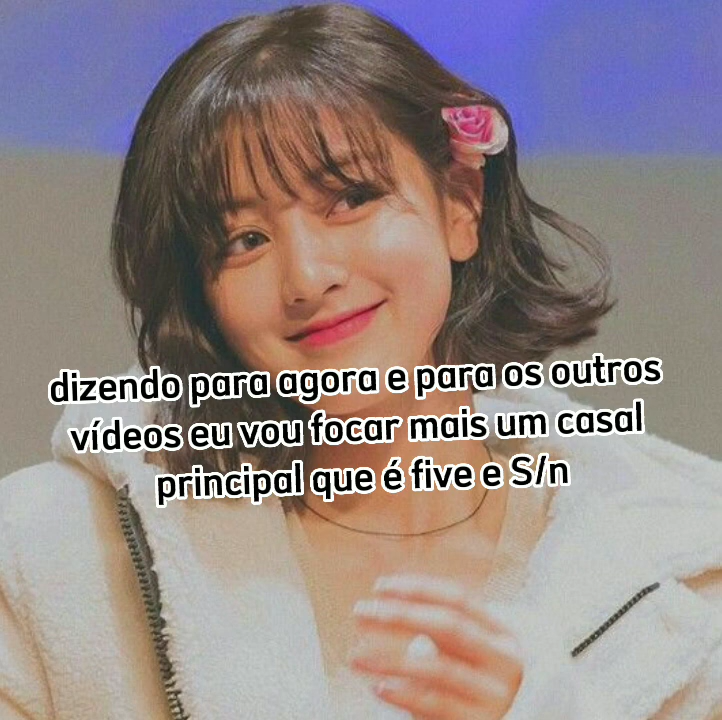 dizendo para agora e para os outros
vídeos eu vou focar mais um casal
principal que é five e S/n